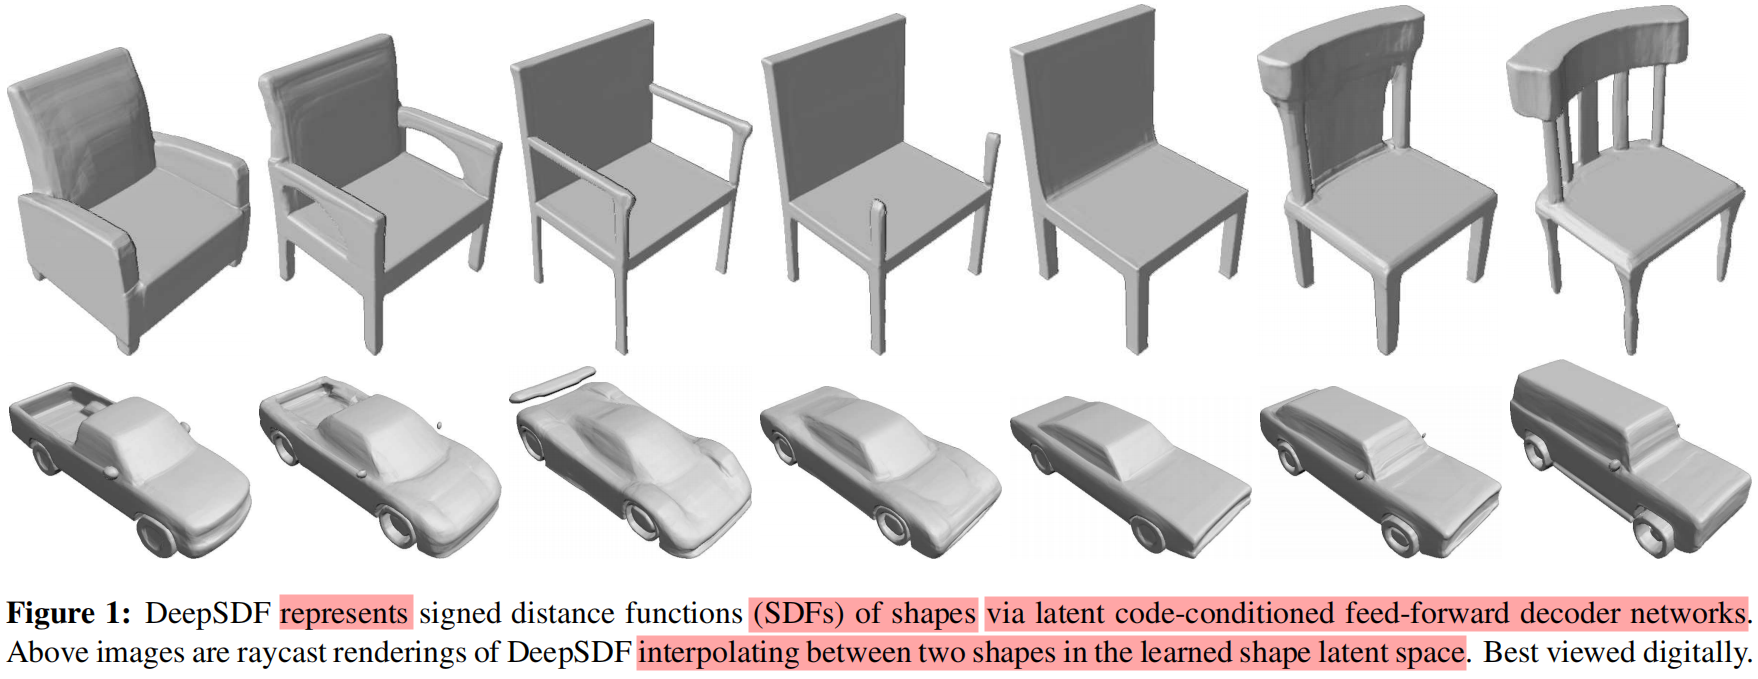 Figure 1: DeepSDF represents signed distance functions (SDFs) of shapes via latent code-conditioned feed-forward decoder networks.
Above images are raycast renderings of DeepSDF interpolating between two shapes in the learned shape latent space. Best viewed digitally.